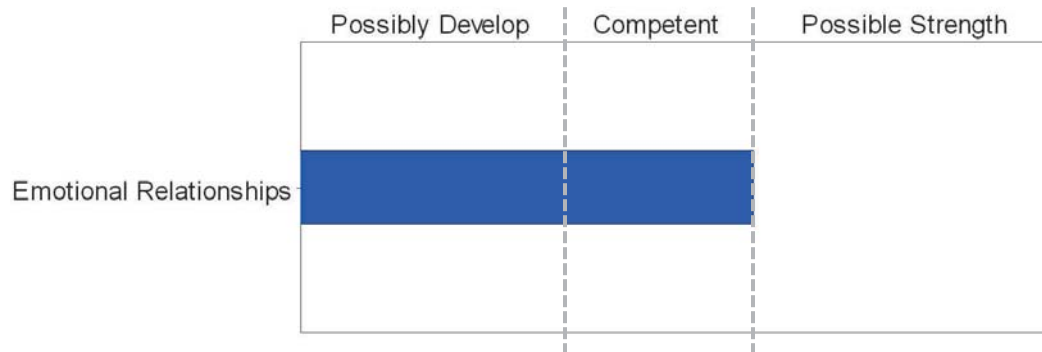 Possibly Develop
Competent
Possible Strength
Emotional Relationships